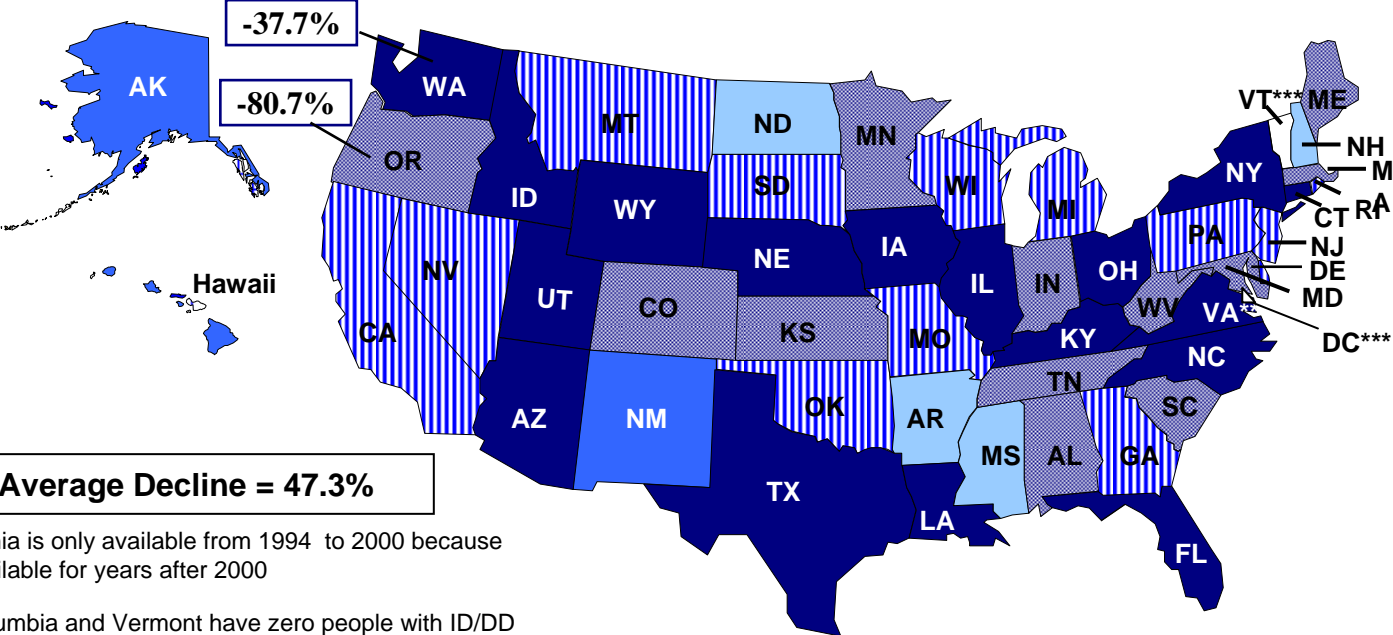 -37.7%
-80.7%
AK
WA
OR
MT
ID
WY
ND
SD
MN
WI
MI
VT***
ME
NH
M
A
NY
CT
RI
PA
NJ
DE
MD
DC***
Hawaii
CA
NV
UT
CO
NE
KS
IA
IL
IN
OH
WV
VA**
KY
NC
TN
SC
MO
AZ
NM
OK
AR
MS
AL
GA
TX
LA
FL
Average Decline = 47.3%
nia is only available from 1994 to 2000 because
ilable for years after 2000
umbia and Vermont have zero people with ID/DD